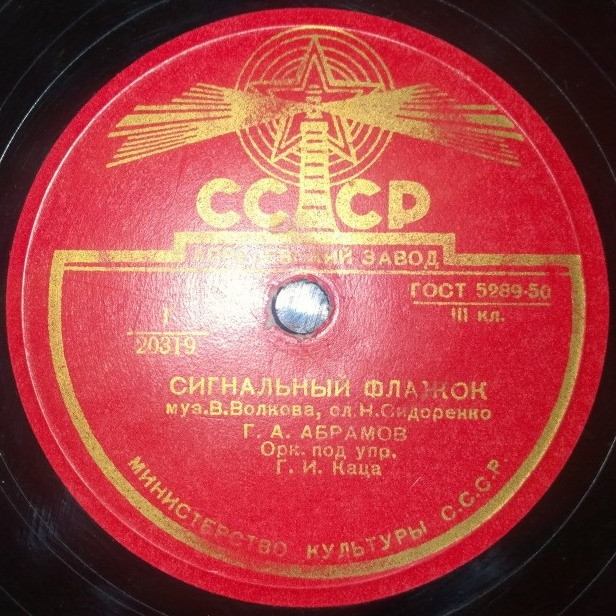 СССР
ЗАВОД
ГОСТ 5289-50
III кл.
1
20319
СИГНАЛЬНЫЙ ФЛАЖОК
муз.В.Волкова, сл.Н.Сидоренко
Г. А. АБРАМОВ
Орк. под упр.
Г. И. Каца
МИНИСТЕРСТВО КУЛЬТУРЫ С.С.С.Р.